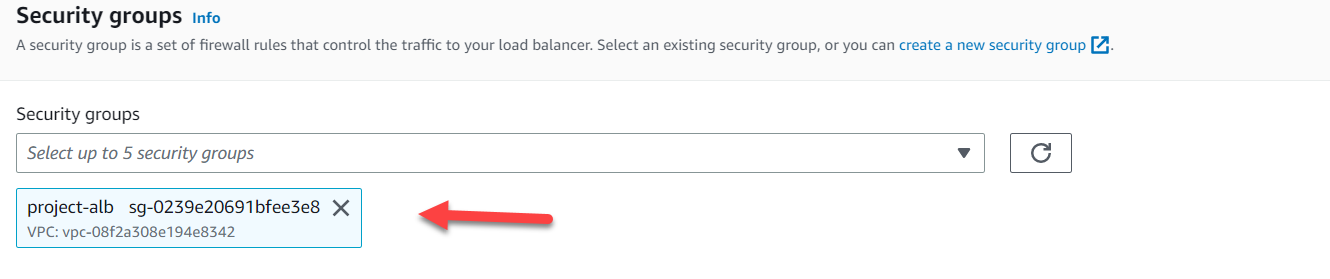 Security groups Info
A security group is a set of firewall rules that control the traffic to your load balancer. Select an existing security group, or you can create a new security group.
Security groups
Select up to 5 security groups
project-alb sg-0239e20691bfee3e8
VPC: vpc-08f2a308e194e8342